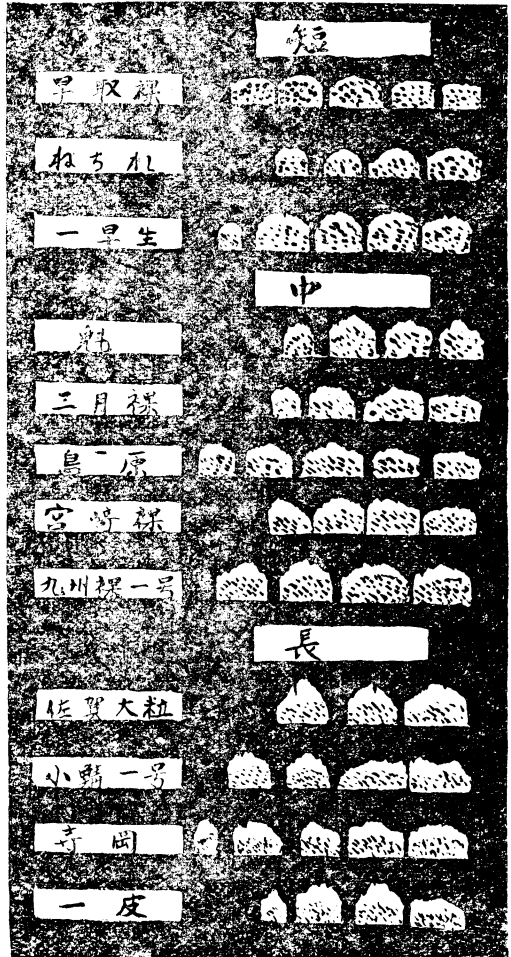 短
早取裸
ねぢれ
一早生
中
三月裸
島原
宮崎裸
九州裸一号
長
佐賀大粒
小鯖一号
寺岡
一皮